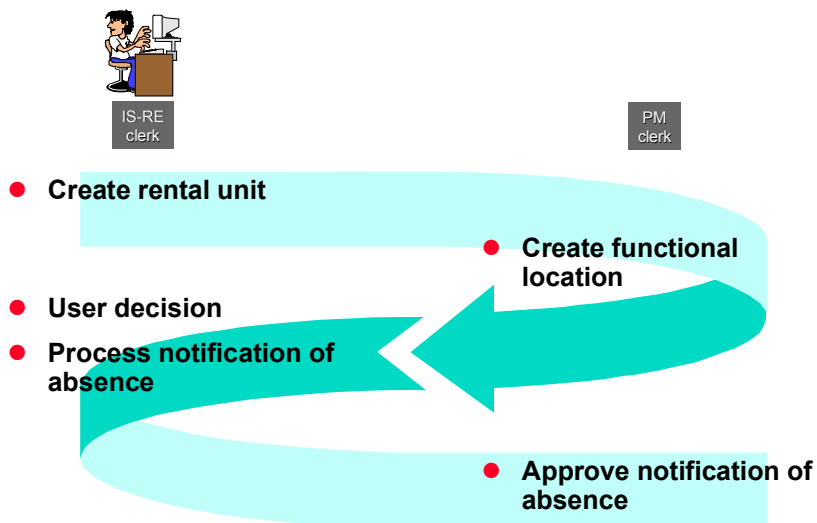 IS-RE
clerk
PM
clerk
Create rental unit
Create functional
location
User decision
Process notification of
absence
Approve notification of
absence